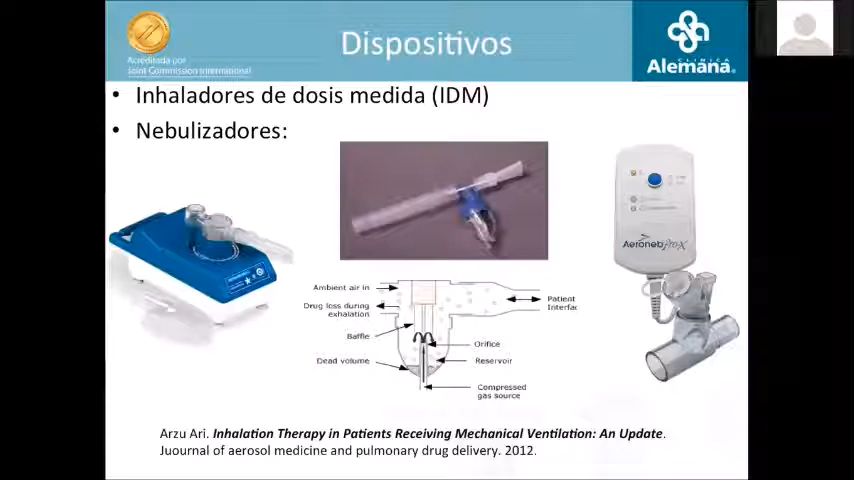 Acreditada por
Joint Commission International
Dispositivos
CLINICA
Alemana®
• Inhaladores de dosis medida (IDM)
• Nebulizadores:
Aeroneb Pro-X
Ambient air in
Drug loss during
exhalation
Baffle
Dead volume
Patient
Interfac
Orifice
Reservoir
Compressed
gas source
Arzu Ari. Inhalation Therapy in Patients Receiving Mechanical Ventilation: An Update.
Juournal of aerosol medicine and pulmonary drug delivery. 2012.